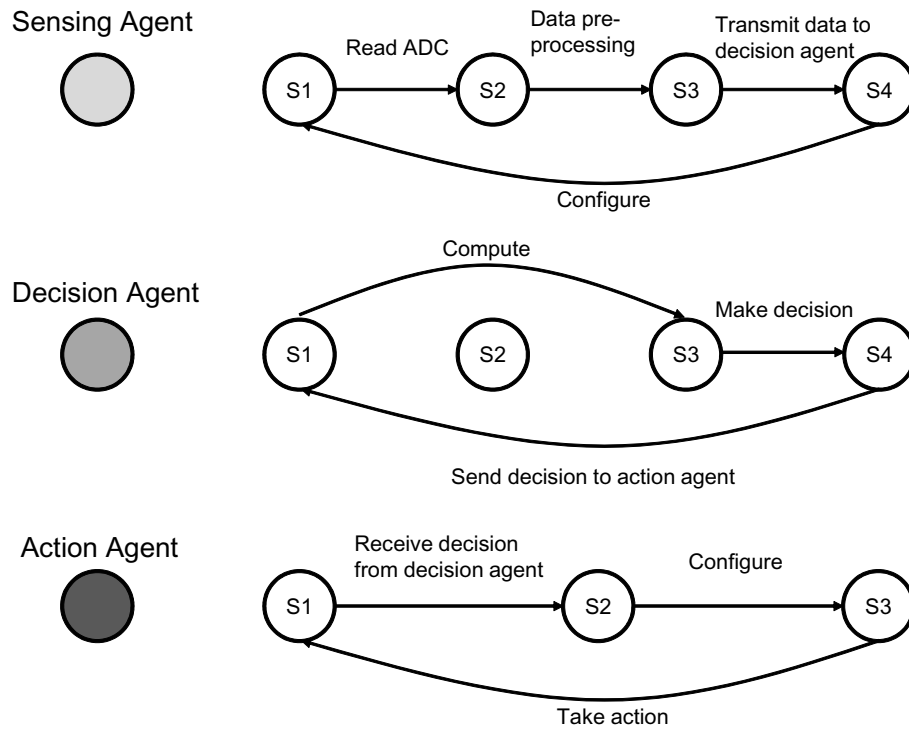 Sensing Agent
Read ADC
Data pre-
processing
Transmit data to
decision agent
S1
S2
S3
S4
Configure
Decision Agent
Compute
Make decision
S1
S2
S3
S4
Send decision to action agent
Action Agent
Receive decision
from decision agent
Configure
S1
S2
S3
Take action